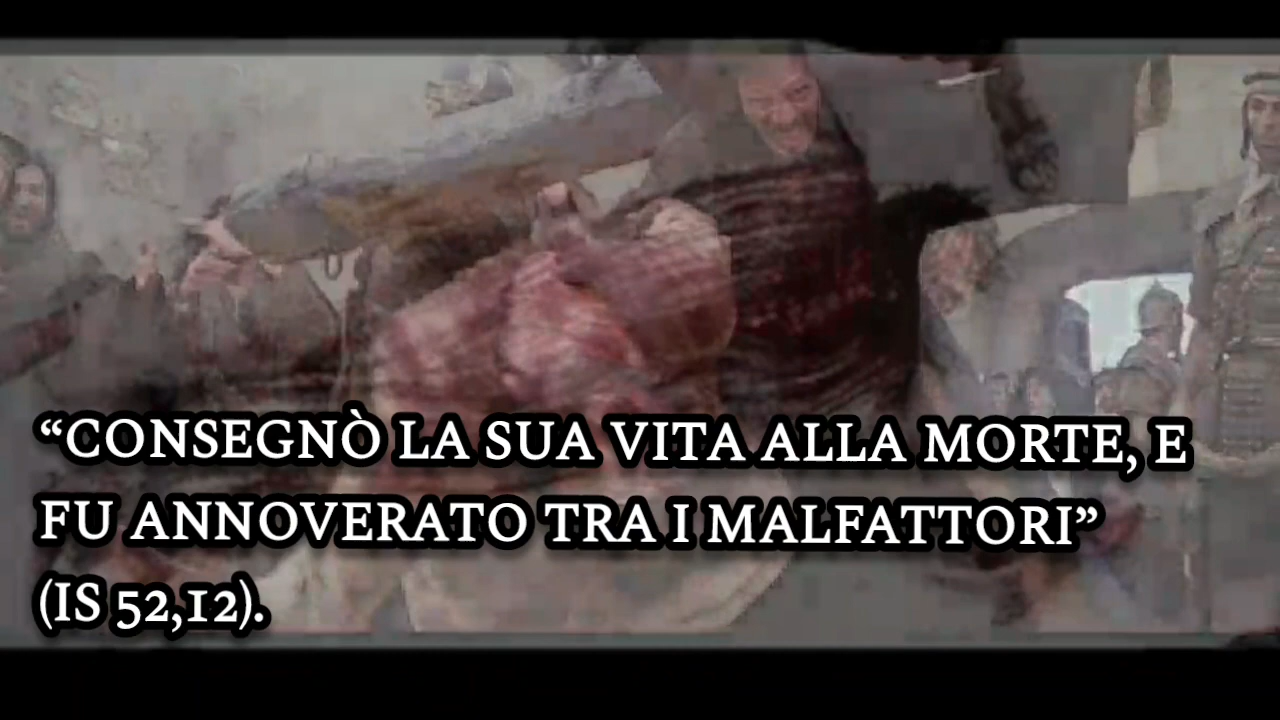 “CONSEGNÒ LA SUA VITA ALLA MORTE, E
FU ANNOVERATO TRA I MALFATTORI”
(IS 52,12).